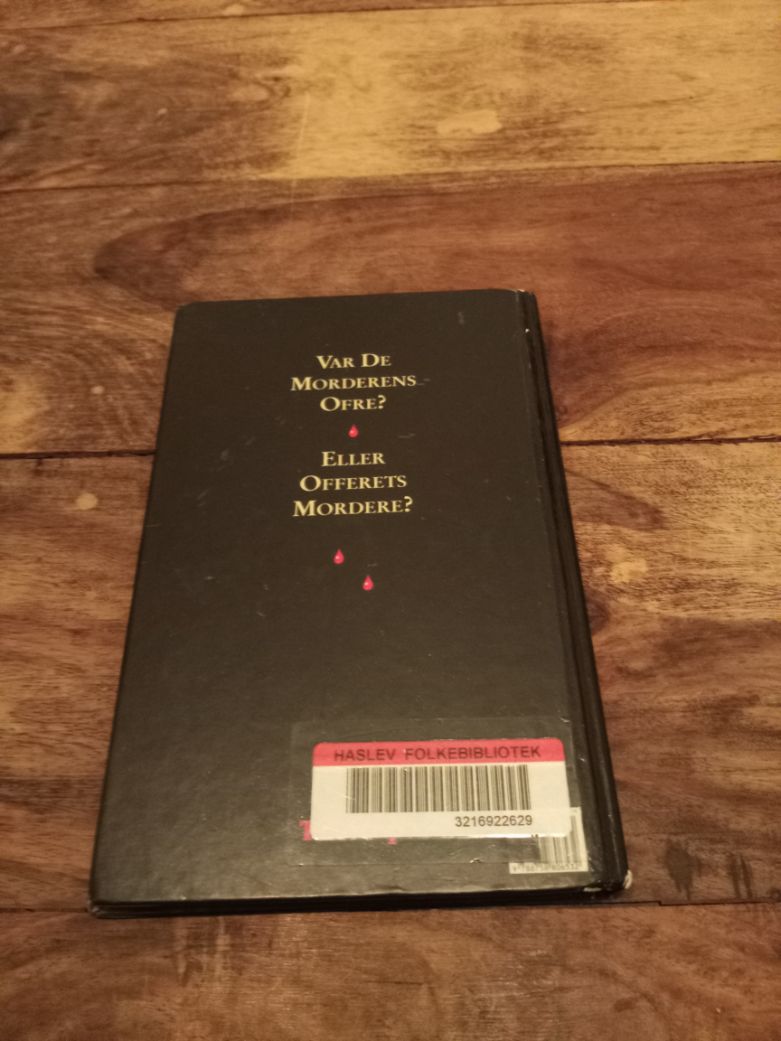 VAR DE
MORDERENS
OFRE?
ELLER
OFFERETS
MORDERE?
HASLEV FOLKEBIBLIOTEK
3216922629